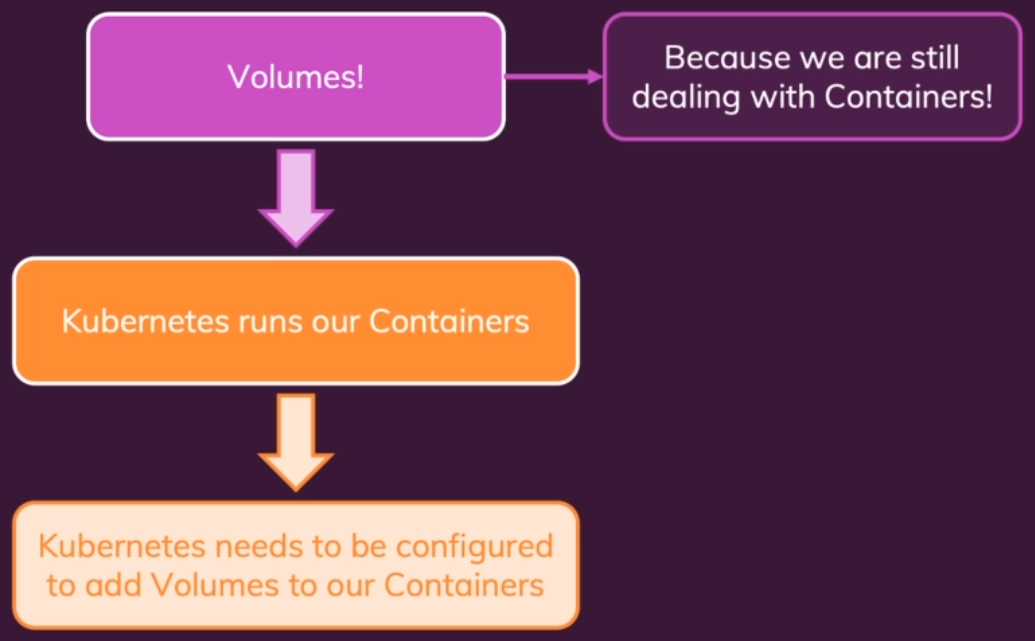 Volumes!
Because we are still
dealing with Containers!
Kubernetes runs our Containers
Kubernetes needs to be configured
to add Volumes to our Containers